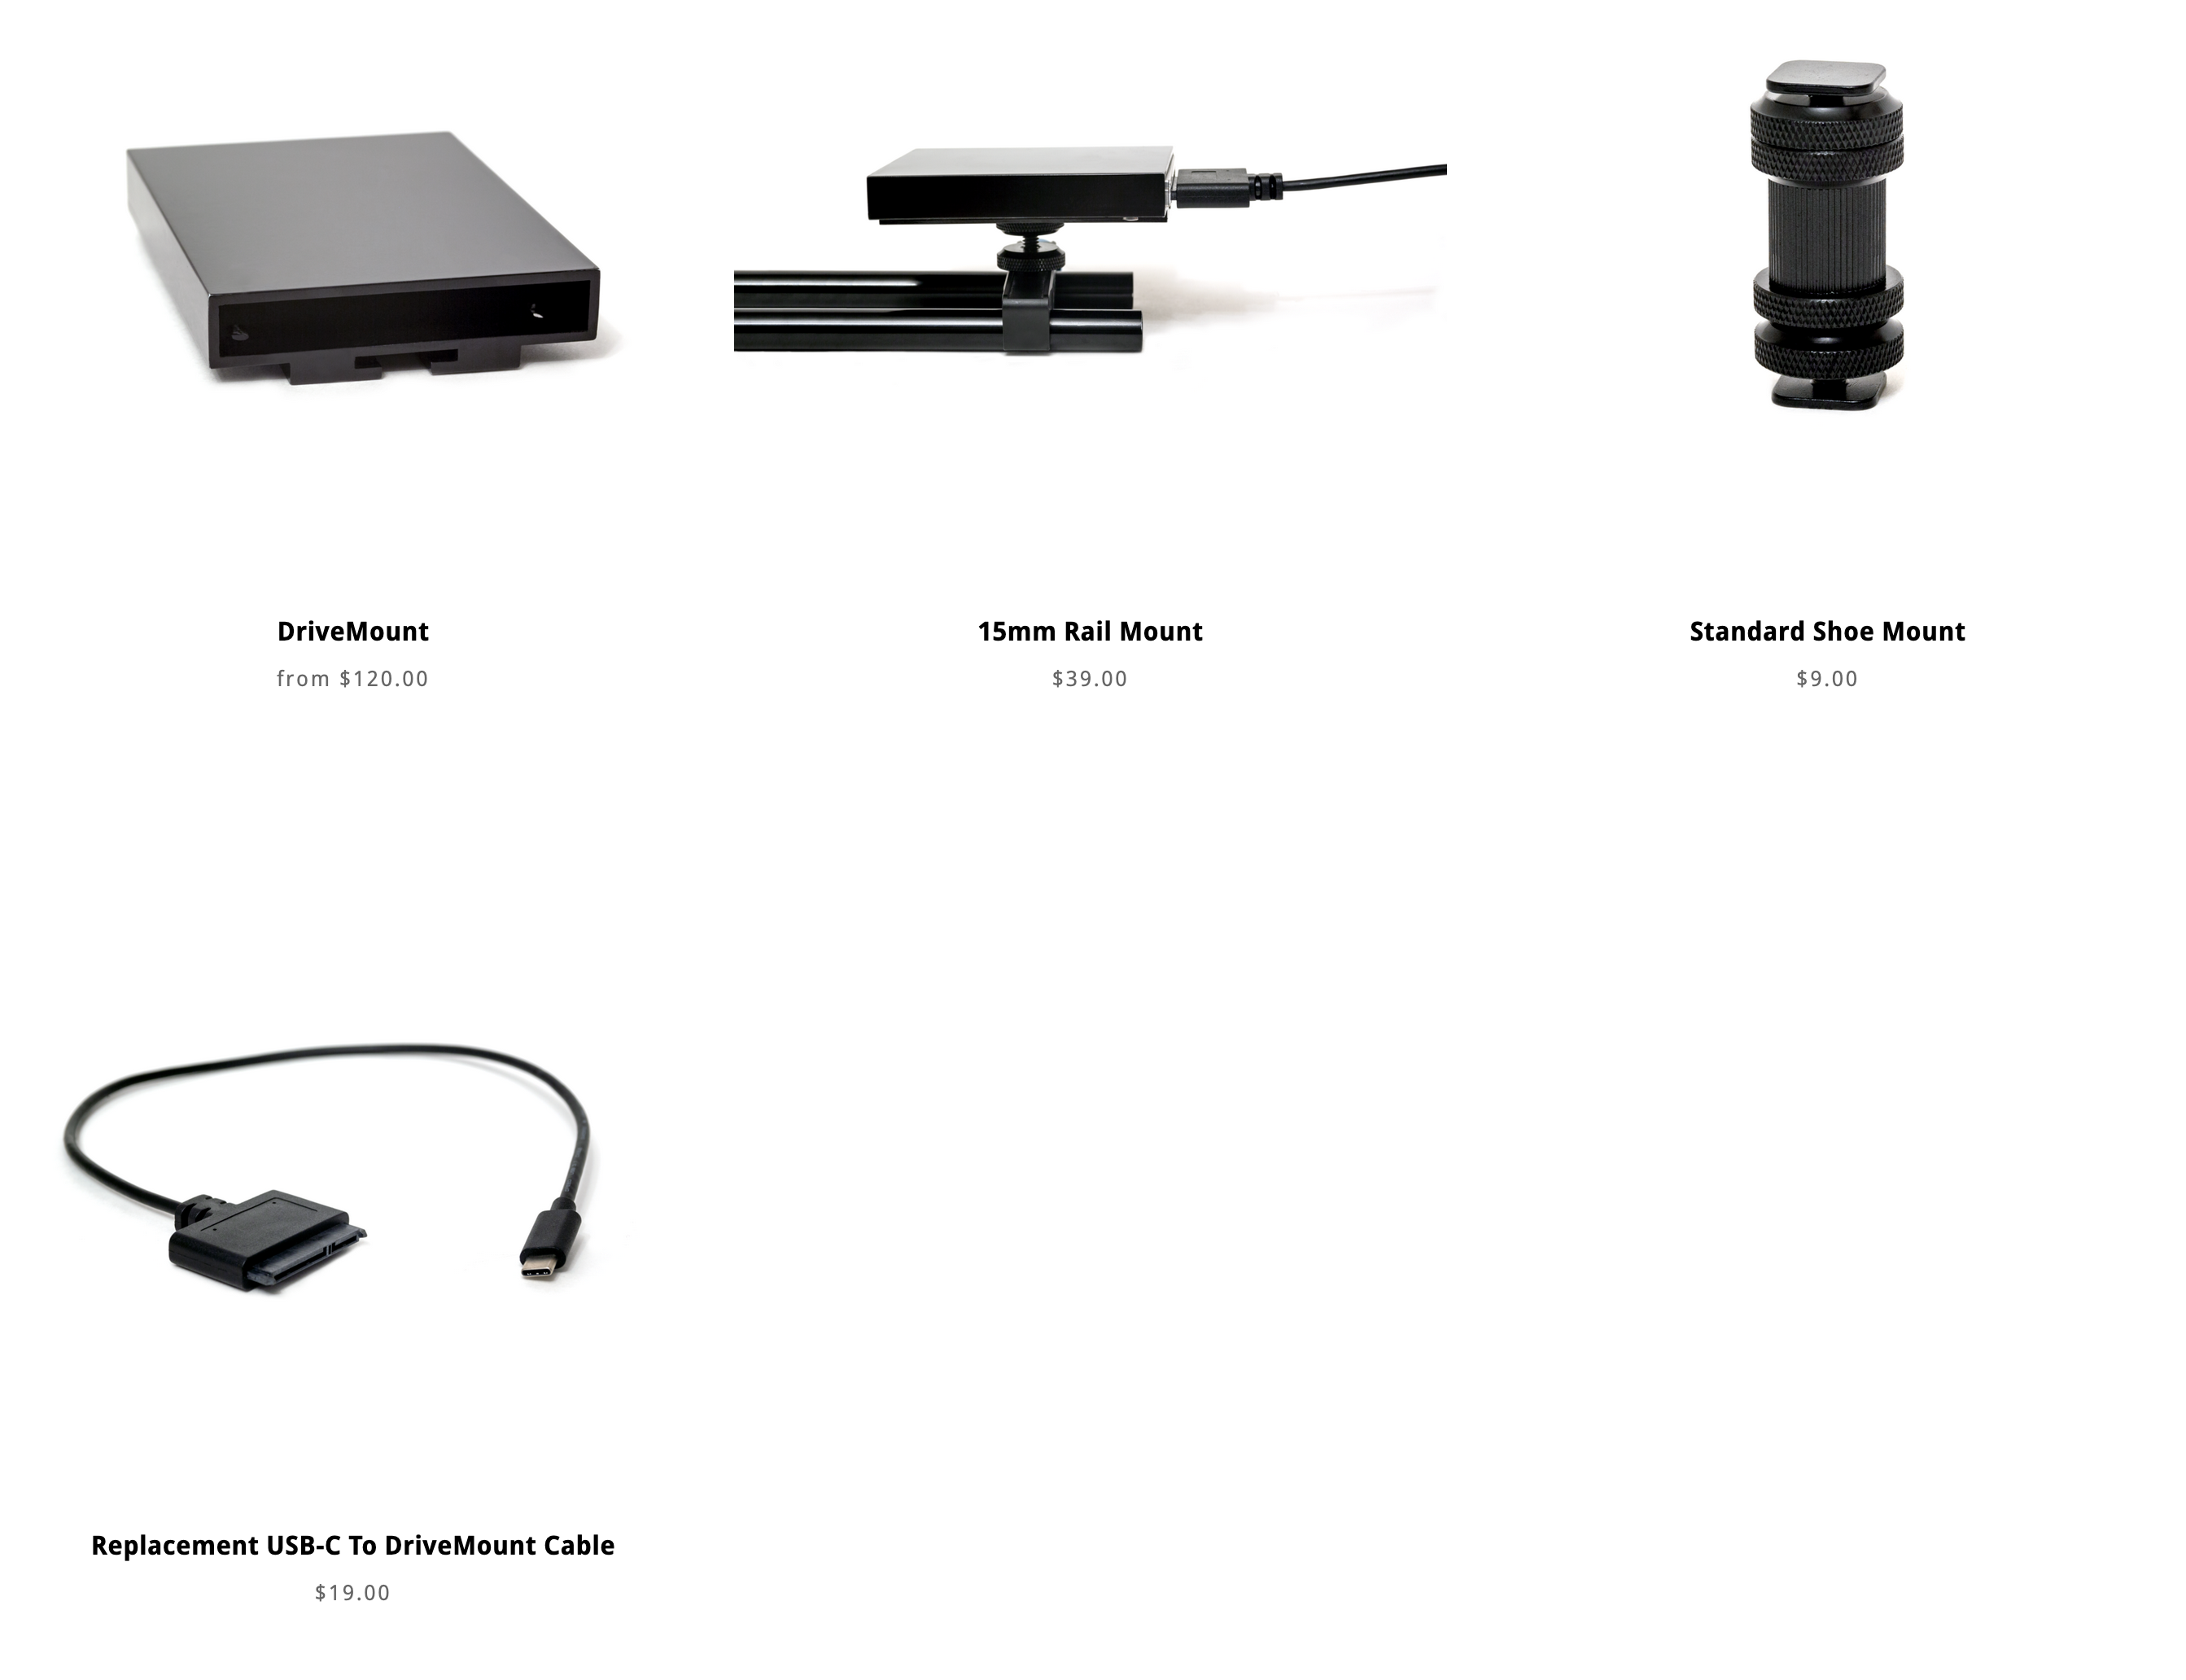 DriveMount
from $120.00
15mm Rail Mount
$39.00
Standard Shoe Mount
$9.00
Replacement USB-C To DriveMount Cable
$19.00